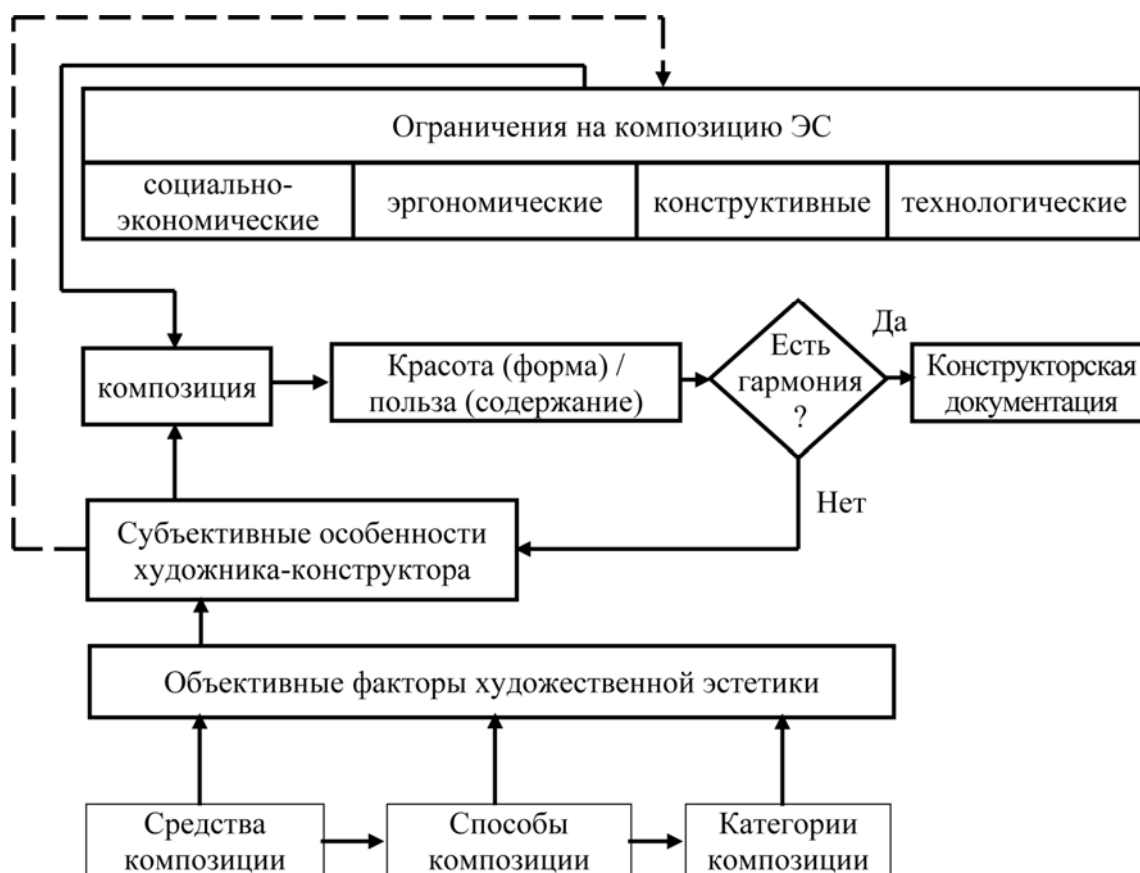 Ограничения на композицию ЭС
социально-
экономические
эргономические
конструктивные
технологические
композиция
Красота (форма) /
польза (содержание)
Есть
гармония
?
Да
Конструкторская
документация
Нет
Субъективные особенности
художника-конструктора
Объективные факторы художественной эстетики
Средства
композиции
Способы
композиции
Категории
композиции